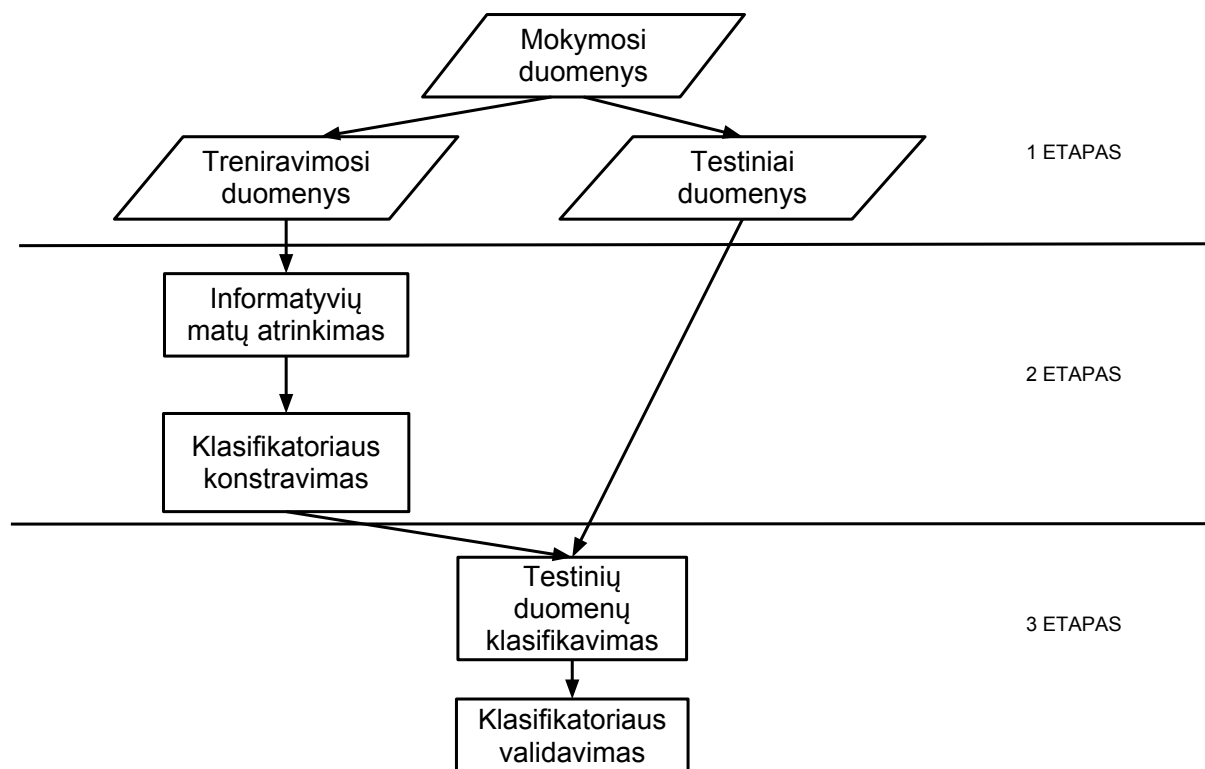 Mokymosi
duomenys
Treniravimosi
duomenys
Testiniai
duomenys
1 ETAPAS
Informatyvių
matų atrinkimas
2 ETAPAS
Klasifikatoriaus
konstravimas
Testinių
duomenų
klasifikavimas
3 ETAPAS
Klasifikatoriaus
validavimas